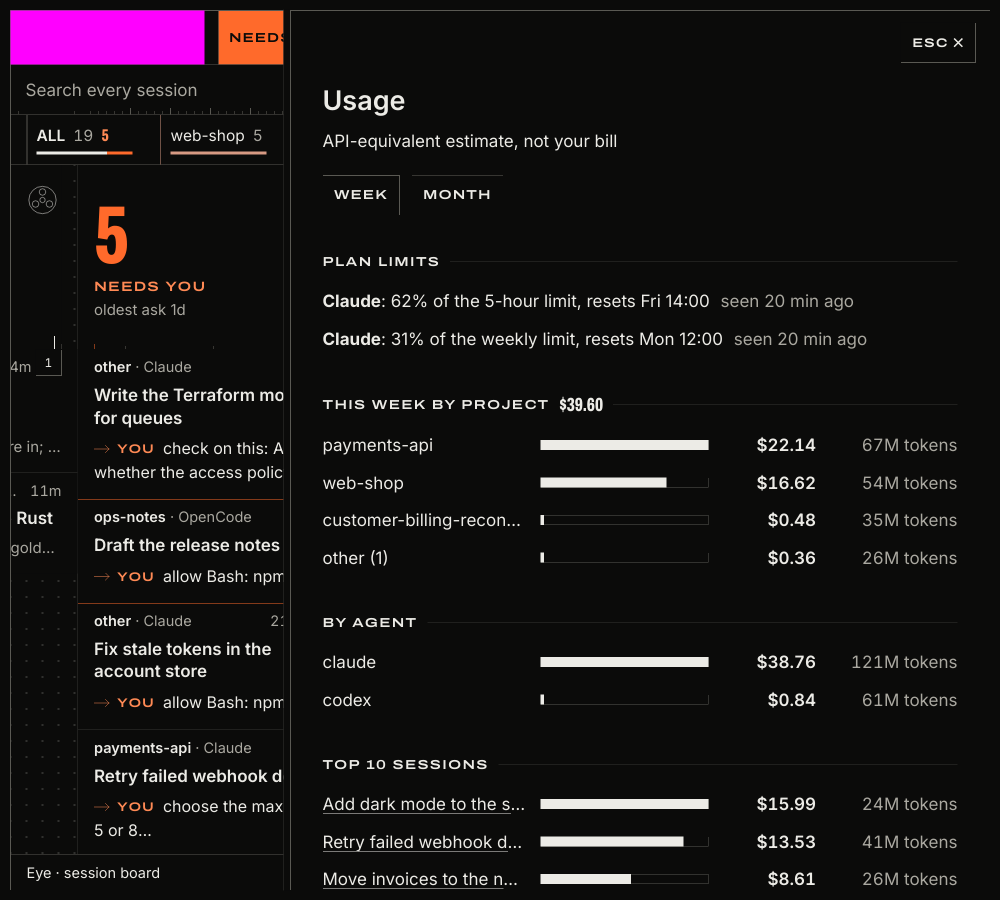 NEEDS
Search every session
ALL 19 5
web-shop 5
5
NEEDS YOU
oldest ask 1d
4m 1
re in; ...
. 11m
Rust
gold...
other · Claude
Write the Terraform mo
for queues
→ YOU check on this: A
whether the access polic
ops-notes · OpenCode
Draft the release notes
→ YOU allow Bash: npm
other · Claude 21
Fix stale tokens in the
account store
→ YOU allow Bash: npm
payments-api · Claude
Retry failed webhook d
→ YOU choose the max
5 or 8...
Eye · session board
ESC ×
Usage
API-equivalent estimate, not your bill
WEEK MONTH
PLAN LIMITS
Claude: 62% of the 5-hour limit, resets Fri 14:00 seen 20 min ago
Claude: 31% of the weekly limit, resets Mon 12:00 seen 20 min ago
THIS WEEK BY PROJECT $39.60
payments-api $22.14 67M tokens
web-shop $16.62 54M tokens
customer-billing-recon... $0.48 35M tokens
other (1) $0.36 26M tokens
BY AGENT
claude $38.76 121M tokens
codex $0.84 61M tokens
TOP 10 SESSIONS
Add dark mode to the s... $15.99 24M tokens
Retry failed webhook d... $13.53 41M tokens
Move invoices to the n... $8.61 26M tokens